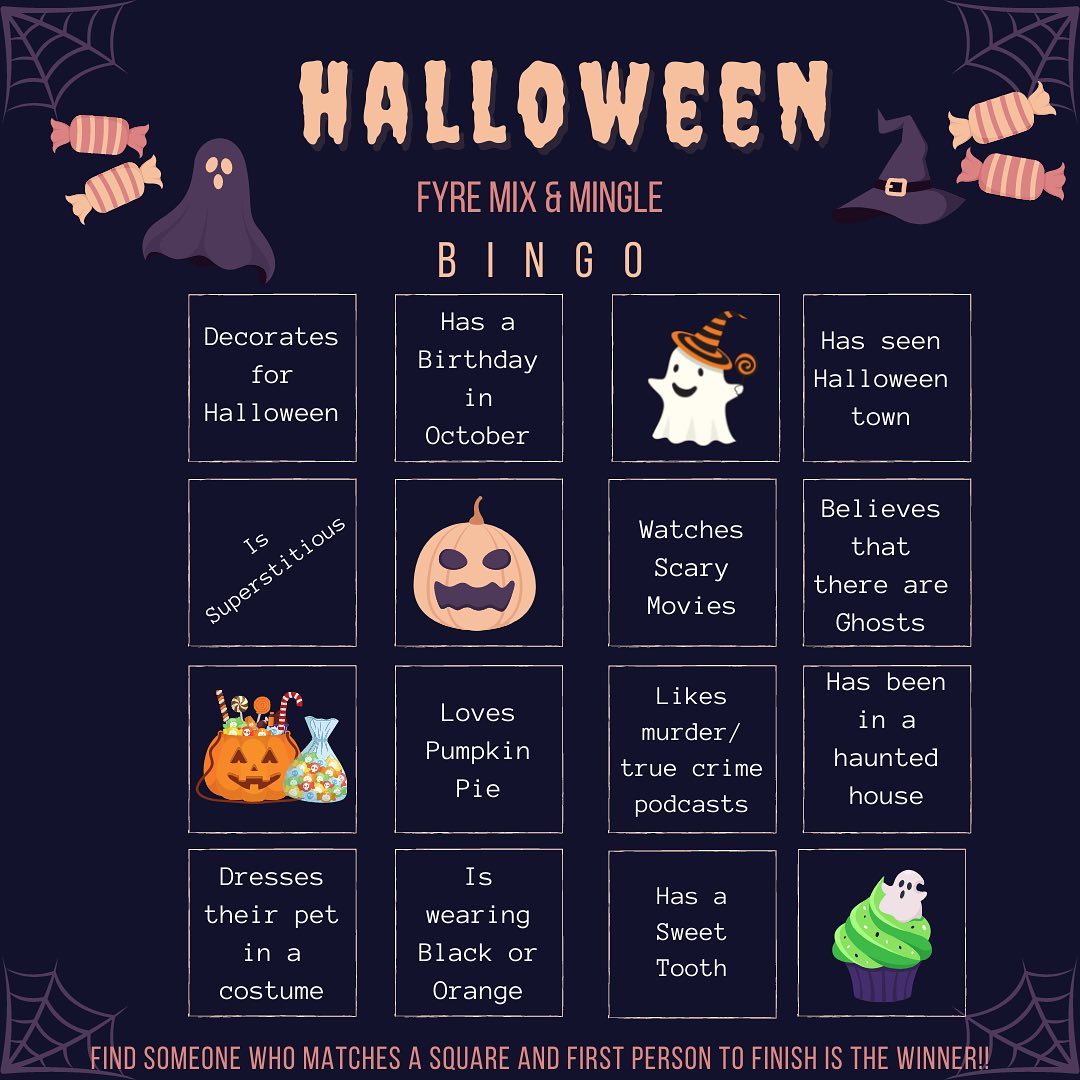 HALLOWEEN
FYRE MIX & MINGLE
BINGO
Decorates
for
Halloween
Has a
Birthday
in
October
Has seen
Halloween
town
Is
Superstitious
Watches
Scary
Movies
Believes
that
there are
Ghosts
Loves
Pumpkin
Pie
Likes
murder/
true crime
podcasts
Has been
in a
haunted
house
Dresses
their pet
in a
costume
Is
wearing
Black or
Orange
Has a
Sweet
Tooth
FIND SOMEONE WHO MATCHES A SQUARE AND FIRST PERSON TO FINISH IS THE WINNER!!